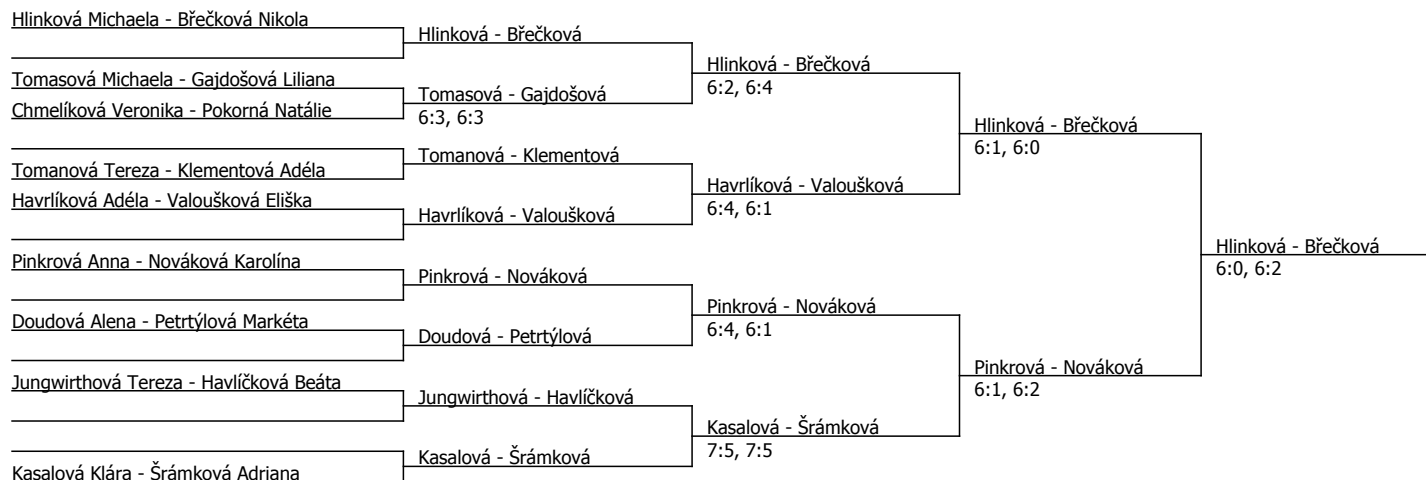 Hlinková Michaela - Břečková Nikola
Tomasová Michaela - Gajdošová Liliana
Chmelíková Veronika - Pokorná Natálie
Tomanová Tereza - Klementová Adéla
Havrlíková Adéla - Valoušková Eliška
Pinkrová Anna - Nováková Karolína
Doudová Alena - Petrtýlová Markéta
Jungwirthová Tereza - Havlíčková Beáta
Kasalová Klára - Šrámková Adriana
Hlinková - Břečková
Tomasová - Gajdošová
6:3, 6:3
Tomanová - Klementová
Havrlíková - Valoušková
Pinkrová - Nováková
Doudová - Petrtýlová
Jungwirthová - Havlíčková
Kasalová - Šrámková
Hlinková - Břečková
6:2, 6:4
Havrlíková - Valoušková
6:4, 6:1
Pinkrová - Nováková
6:4, 6:1
Kasalová - Šrámková
7:5, 7:5
Hlinková - Břečková
6:1, 6:0
Pinkrová - Nováková
6:1, 6:2
Hlinková - Břečková
6:0, 6:2